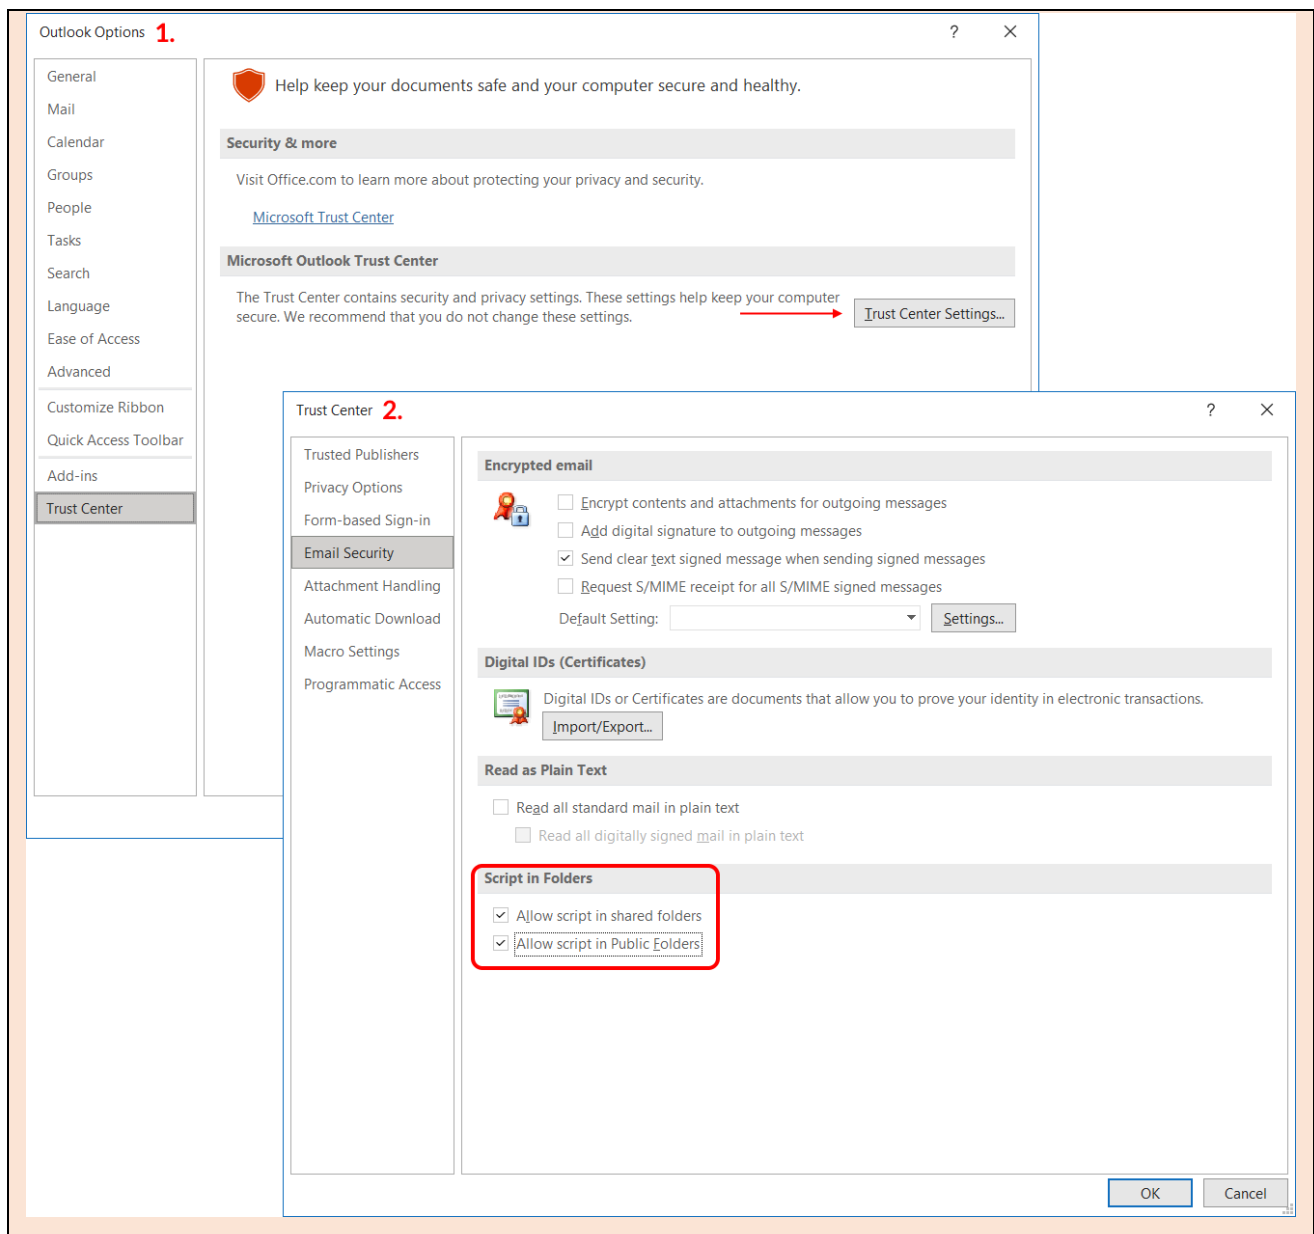 Outlook Options 1.
General
Mail
Calendar
Groups
People
Tasks
Search
Language
Ease of Access
Advanced
Customize Ribbon
Quick Access Toolbar
Add-ins
Trust Center
Help keep your documents safe and your computer secure and healthy.
Security & more
Visit Office.com to learn more about protecting your privacy and security.
Microsoft Trust Center
Microsoft Outlook Trust Center
The Trust Center contains security and privacy settings. These settings help keep your computer
secure. We recommend that you do not change these settings.
Trust Center Settings...
Trust Center 2.
Trusted Publishers
Privacy Options
Form-based Sign-in
Email Security
Attachment Handling
Automatic Download
Macro Settings
Programmatic Access
Encrypted email
Encrypt contents and attachments for outgoing messages
Add digital signature to outgoing messages
Send clear text signed message when sending signed messages
Request S/MIME receipt for all S/MIME signed messages
Default Setting:
Settings...
Digital IDs (Certificates)
Digital IDs or Certificates are documents that allow you to prove your identity in electronic transactions.
Import/Export...
Read as Plain Text
Read all standard mail in plain text
Read all digitally signed mail in plain text
Script in Folders
Allow script in shared folders
Allow script in Public Folders
OK
Cancel